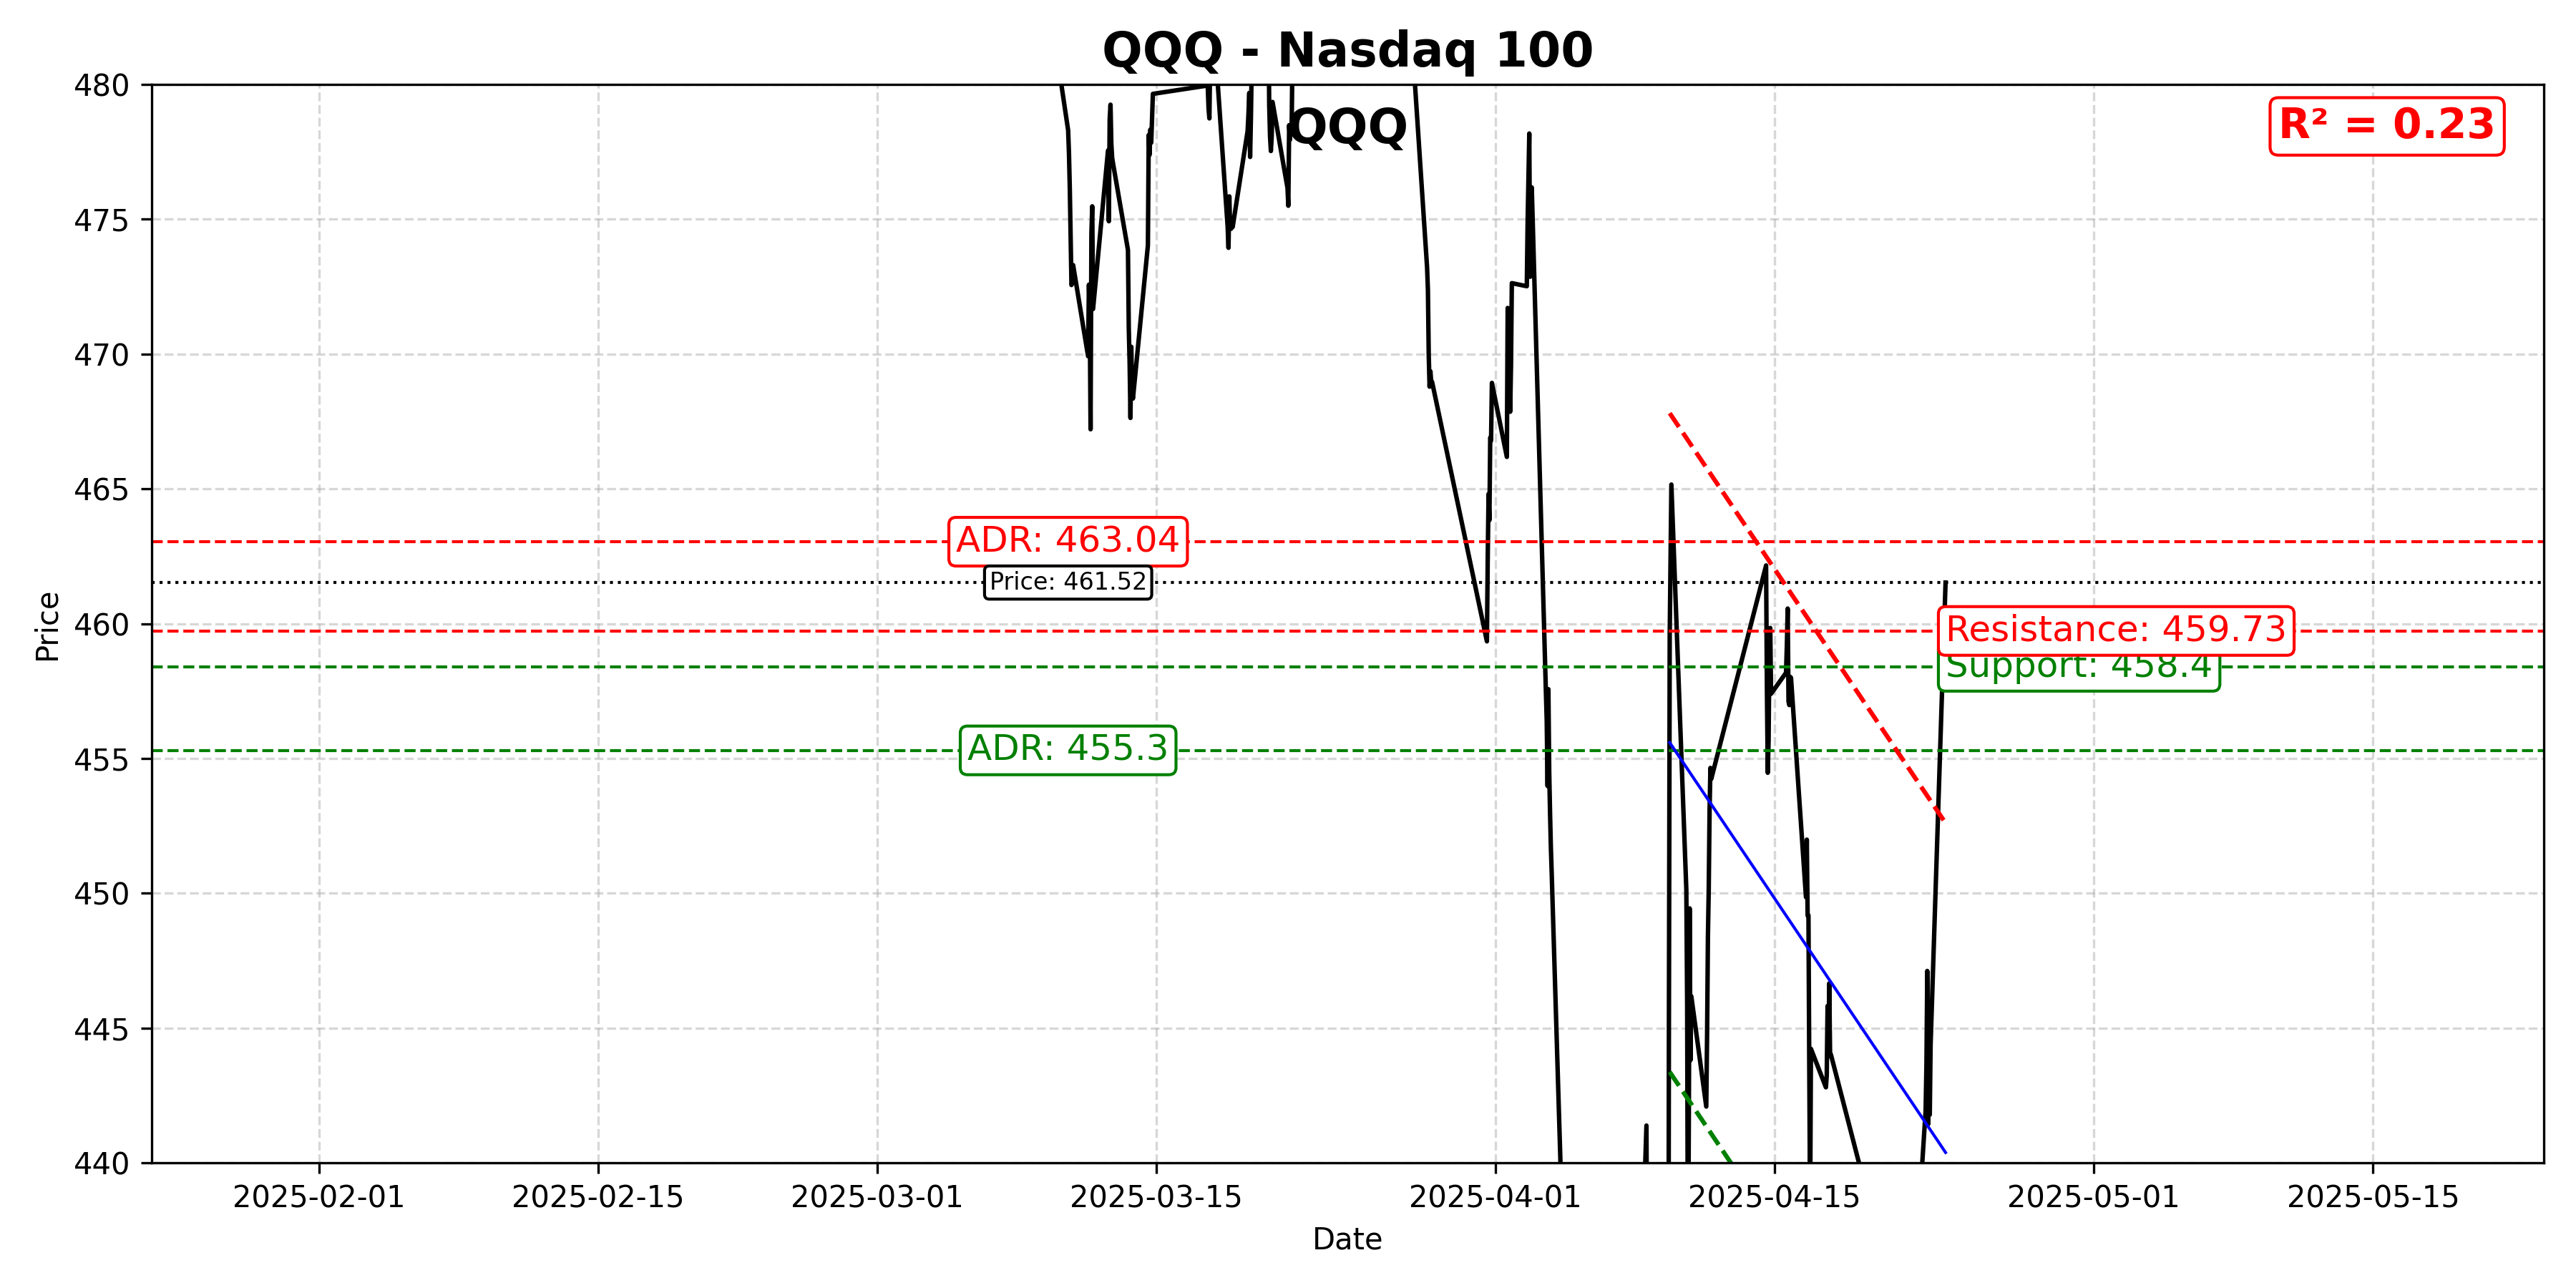 QQQ - Nasdaq 100
QQQ
R² = 0.23
480
475
470
465
460
455
450
445
440
Price
ADR: 463.04
Price: 461.52
Resistance: 459.73
Support: 458.4
ADR: 455.3
2025-02-01
2025-02-15
2025-03-01
2025-03-15
2025-04-01
2025-04-15
2025-05-01
2025-05-15
Date